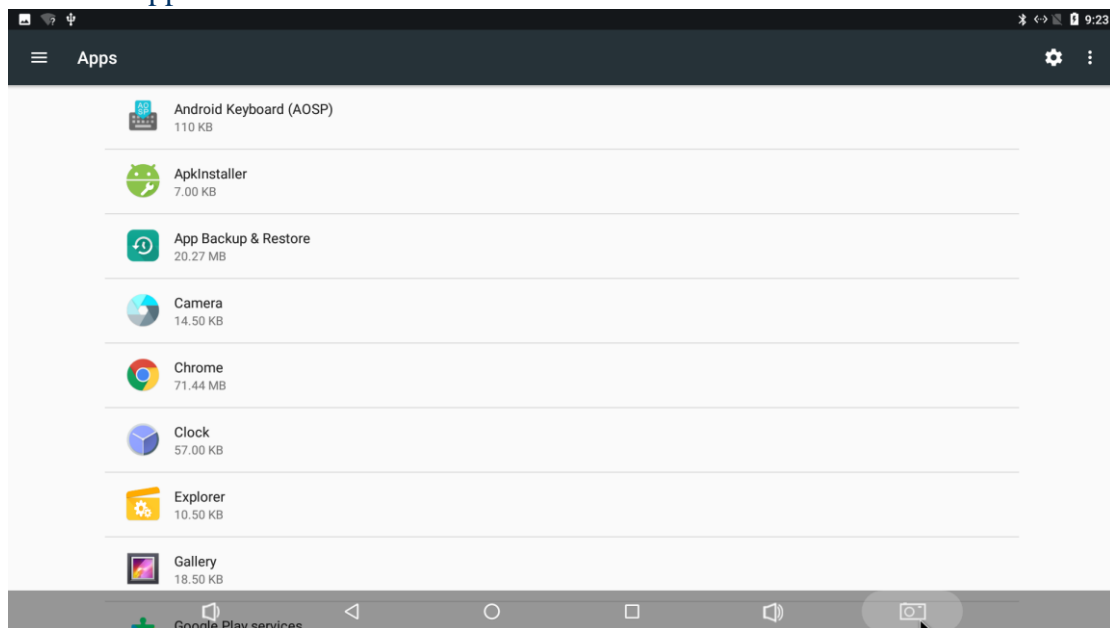 9:23
Apps
Android Keyboard (AOSP)
110 KB
ApkInstaller
7.00 KB
App Backup & Restore
20.27 MB
Camera
14.50 KB
Chrome
71.44 MB
Clock
57.00 KB
Explorer
10.50 KB
Gallery
18.50 KB
Google Play services